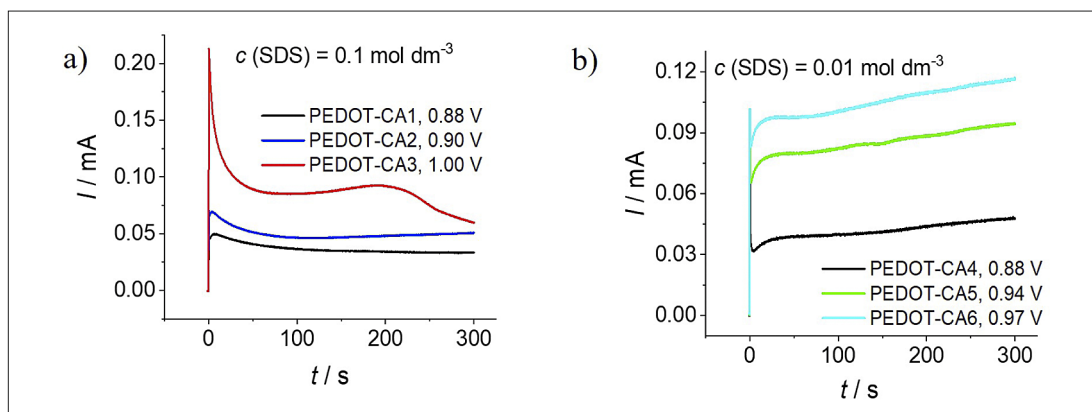 a)
c (SDS) = 0.1 mol dm-3
PEDOT-CA1, 0.88 V
PEDOT-CA2, 0.90 V
PEDOT-CA3, 1.00 V
I / mA
0.20
0.15
0.10
0.05
0.00
0
100
200
300
t / s
b)
c (SDS) = 0.01 mol dm-3
I / mA
0.12
0.09
0.06
0.03
0.00
PEDOT-CA4, 0.88 V
PEDOT-CA5, 0.94 V
PEDOT-CA6, 0.97 V
0
100
200
300
t / s